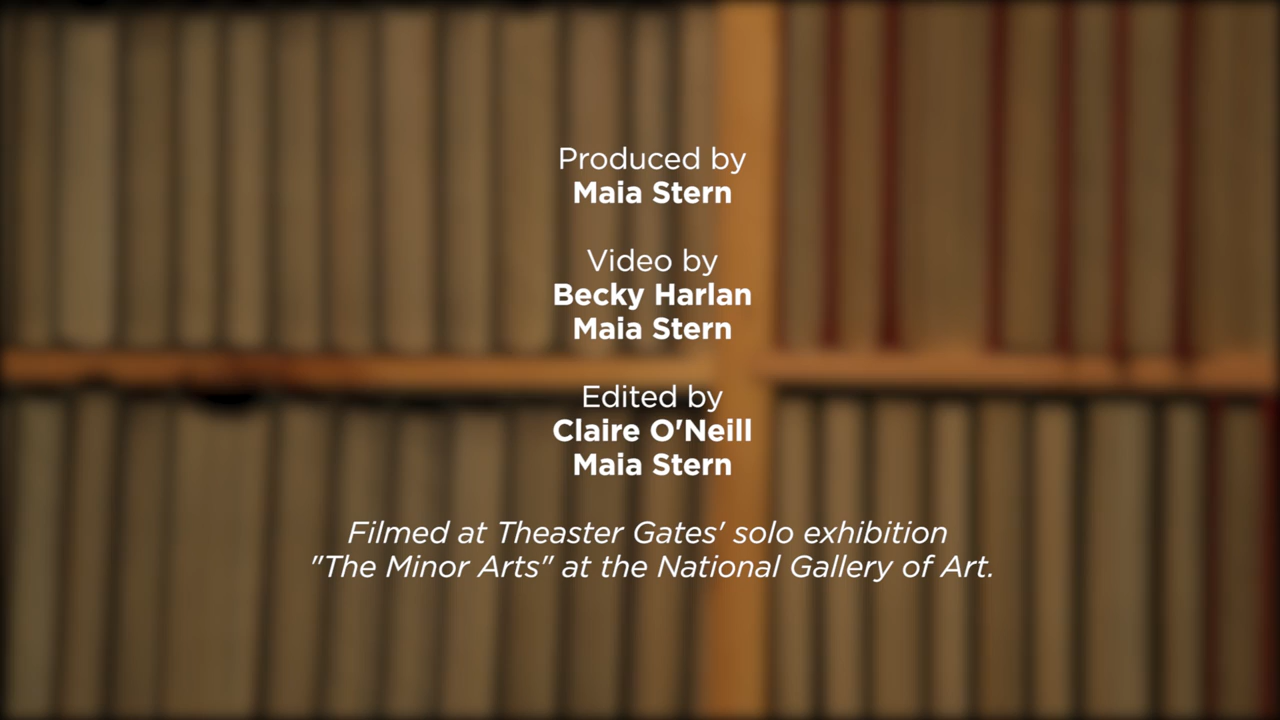 Produced by
Maia Stern
Video by
Becky Harlan
Maia Stern
Edited by
Claire O'Neill
Maia Stern
Filmed at Theaster Gates' solo exhibition
"The Minor Arts" at the National Gallery of Art.